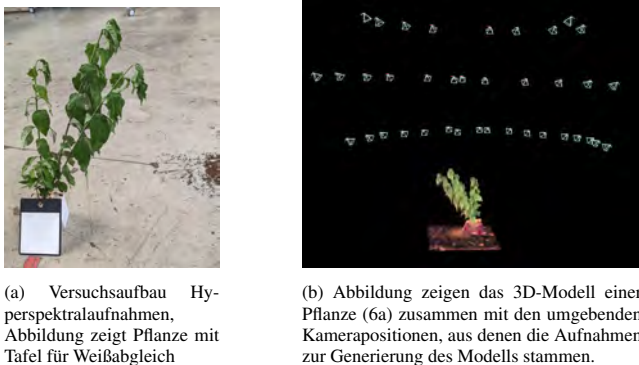 (a) Versuchsaufbau Hy-
perspektralaufnahmen,
Abbildung zeigt Pflanze mit
Tafel für Weißabgleich
(b) Abbildung zeigen das 3D-Modell einer
Pflanze (6a) zusammen mit den umgebenden
Kamerapositionen, aus denen die Aufnahmen
zur Generierung des Modells stammen.